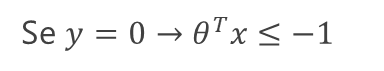 Se y = 0 → θᵀx ≤ −1